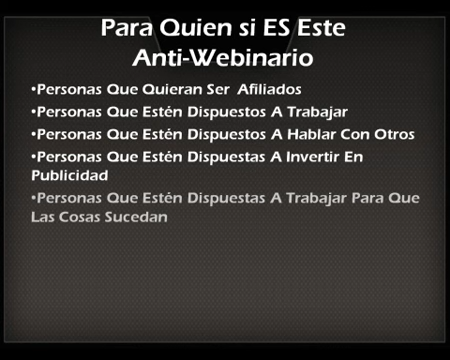 Para Quien si ES Este
Anti-Webinario
•Personas Que Quieran Ser Afiliados
•Personas Que Estén Dispuestos A Trabajar
•Personas Que Estén Dispuestos A Hablar Con Otros
•Personas Que Estén Dispuestas A Invertir En
Publicidad
•Personas Que Estén Dispuestas A Trabajar Para Que
Las Cosas Sucedan